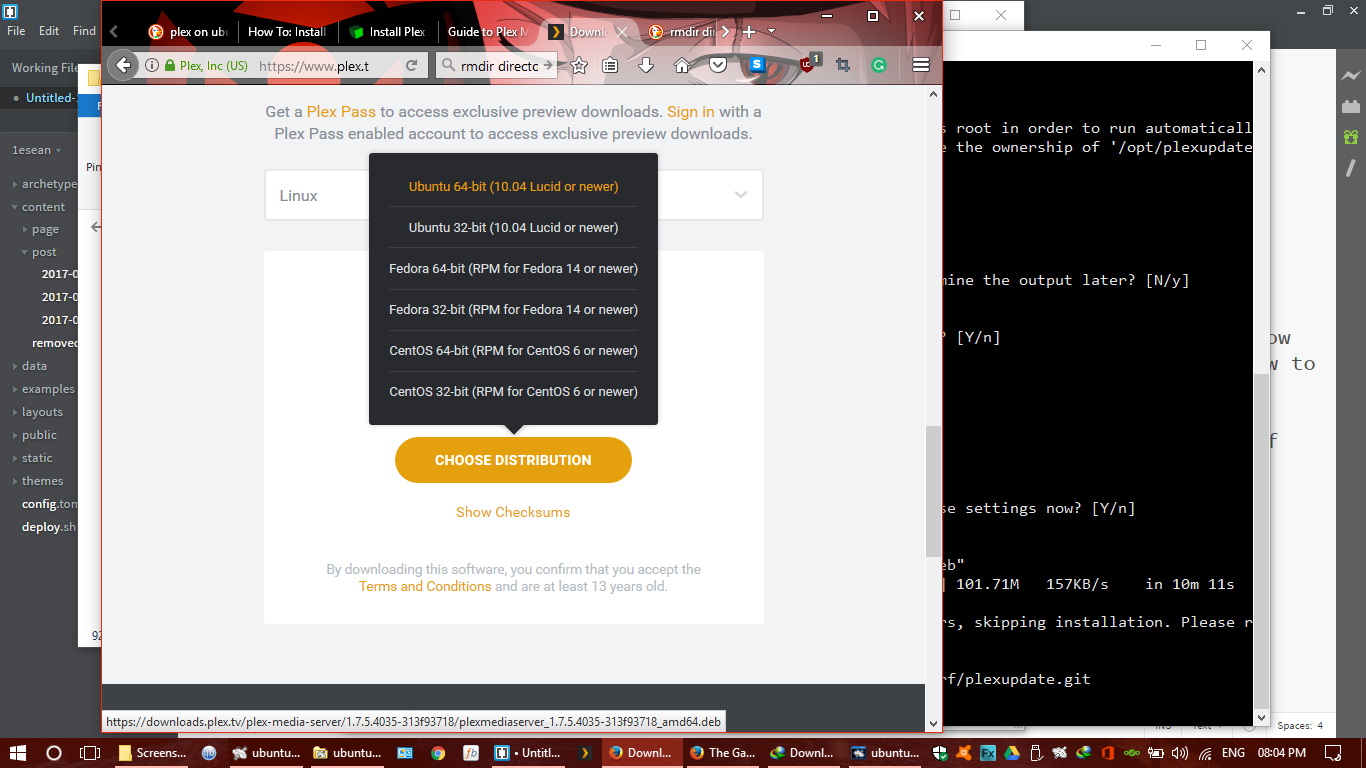 File Edit Find
Working File
Untitled-
1esean
archetype
content
page
post
2017-0
2017-0
2017-0
removed
data
examples
layouts
public
static
themes
config.tom
deploy.sh
F
Pin
92
plex on ubu
How To: Install
Install Plex
Guide to Plex M
Downl
rmdir dir
Plex, Inc (US)
https://www.plex.t
rmdir directo
1
Get a Plex Pass to access exclusive preview downloads. Sign in with a
Plex Pass enabled account to access exclusive preview downloads.
Linux
Ubuntu 64-bit (10.04 Lucid or newer)
Ubuntu 32-bit (10.04 Lucid or newer)
Fedora 64-bit (RPM for Fedora 14 or newer)
Fedora 32-bit (RPM for Fedora 14 or newer)
CentOS 64-bit (RPM for CentOS 6 or newer)
CentOS 32-bit (RPM for CentOS 6 or newer)
CHOOSE DISTRIBUTION
Show Checksums
By downloading this software, you confirm that you accept the
Terms and Conditions and are at least 13 years old.
https://downloads.plex.tv/plex-media-server/1.7.5.4035-313f93718/plexmediaserver_1.7.5.4035-313f93718_amd64.deb
s root in order to run automaticall
e the ownership of '/opt/plexupdate
mine the output later? [N/y]
? [Y/n]
se settings now? [Y/n]
eb"
101.71M 157KB/s in 10m 11s
rs, skipping installation. Please r
rf/plexupdate.git
ow
w to
f
INS
Text
Spaces: 4
Screens...
ubuntu...
ubuntu...
• Untitl...
Downl...
The Ga...
Downl...
ubuntu...
ENG
08:04 PM